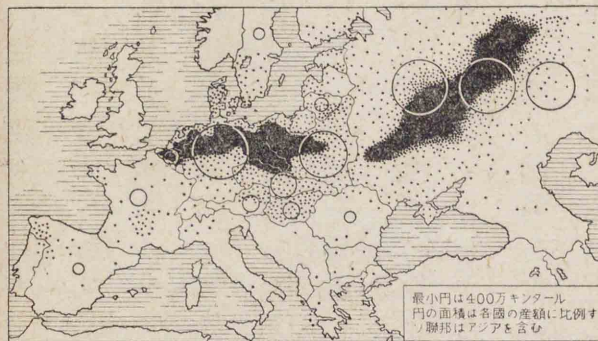 最小円は400万キンタール
円の面積は各國の産額に比例す
ソ聯邦はアジアを含む